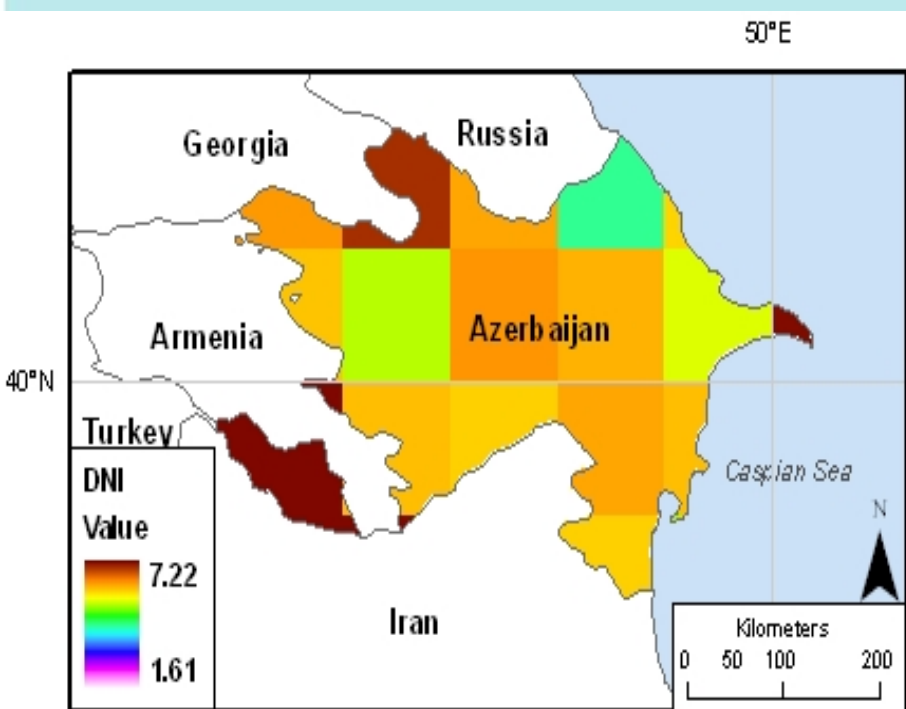 50°E
Georgia
Russia
Armenia
Azerbaijan
40°N
Turkey
Caspian Sea
DNI
Value
7.22
1.61
Iran
N
Kilometers
0 50 100 200